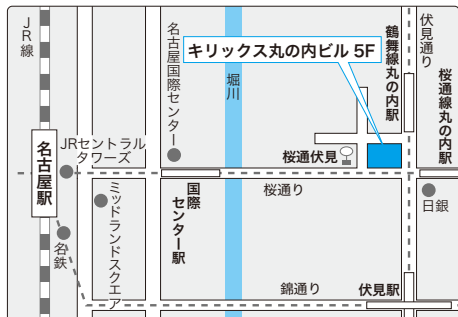 JR線
名古屋国際センター
キリックス丸の内ビル 5F
堀川
鶴舞線丸の内駅
伏見通り
桜通線丸の内駅
名古屋駅
JRセントラル
タワーズ
桜通伏見
ミッドランドスクエア
国際
センター駅
桜通り
日銀
名鉄
錦通り
伏見駅